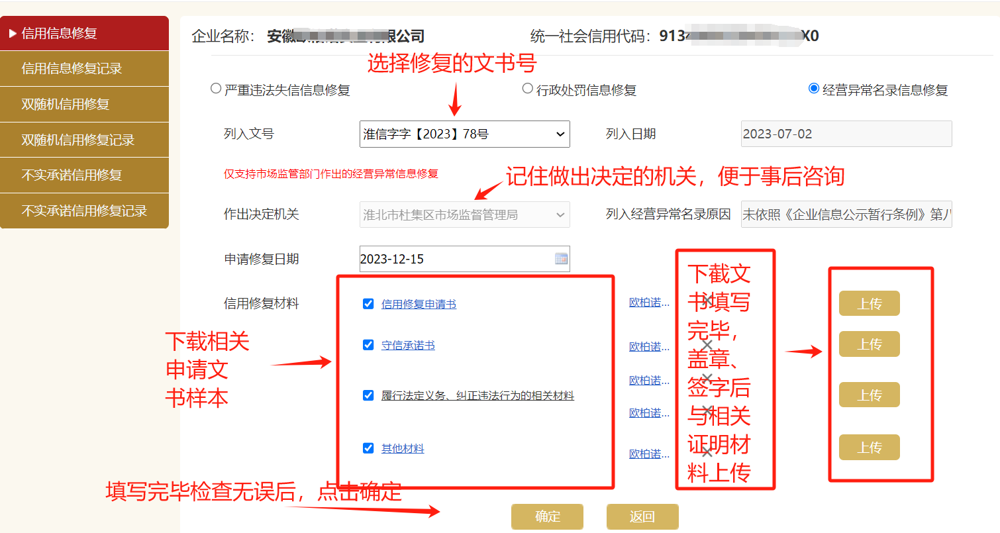 信用信息修复
信用信息修复记录
双随机信用修复
双随机信用修复记录
不实承诺信用修复
不实承诺信用修复记录
企业名称： 安徽 限公司 统一社会信用代码： 913 X0
选择修复的文书号
严重违法失信信息修复 行政处罚信息修复 经营异常名录信息修复
列入文号 淮信字字【2023】78号 列入日期 2023-07-02
仅支持市场监管部门作出的经营异常信息修复
记住做出决定的机关，便于事后咨询
作出决定机关 淮北市杜集区市场监督管理局 列入经营异常名录原因 未依照《企业信息公示暂行条例》第八
申请修复日期 2023-12-15
信用修复材料
信用修复申请书
守信承诺书
履行法定义务、纠正违法行为的相关材料
其他材料
欧柏诺...
欧柏诺...
欧柏诺...
欧柏诺...
欧柏诺...
下载相关
申请文
书样本
下截文
书填写
完毕，
盖章、
签字后
与相关
证明材
料上传
上传
上传
上传
上传
填写完毕检查无误后，点击确定
确定 返回